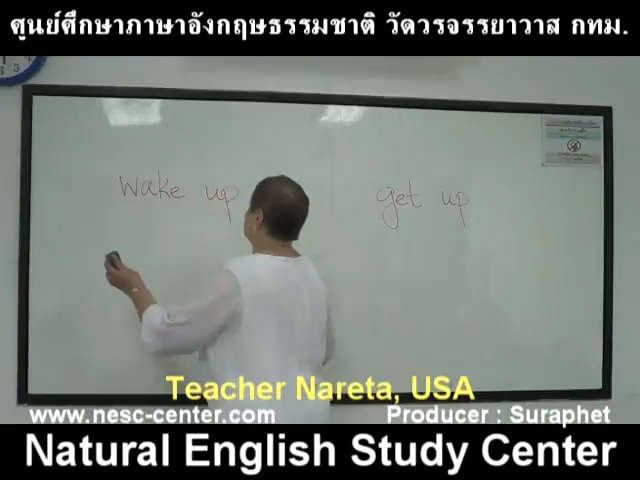 ศูนย์ศึกษาภาษาอังกฤษธรรมชาติ วัดวรจรรยาวาส กทม.
wake up
get up
Teacher Nareta, USA
www.nesc-center.com
Producer : Suraphet
Natural English Study Center